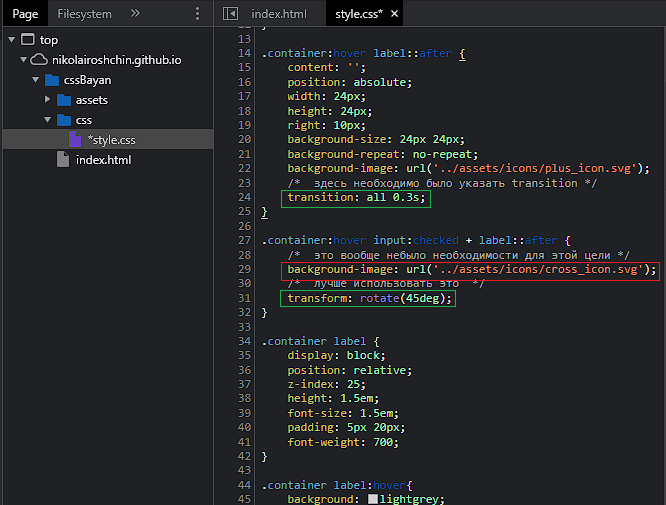 Page Filesystem
top
nikolairoshchin.github.io
cssBayan
assets
css
*style.css
index.html
index.html style.css* ×
13
14 .container:hover label::after {
15 content: '';
16 position: absolute;
17 width: 24px;
18 height: 24px;
19 right: 10px;
20 background-size: 24px 24px;
21 background-repeat: no-repeat;
22 background-image: url('../assets/icons/plus_icon.svg');
23 /* здесь необходимо было указать transition */
24 transition: all 0.3s;
25 }
26
27 .container:hover input:checked + label::after {
28 /* это вообще небыло необходимости для этой цели */
29 background-image: url('../assets/icons/cross_icon.svg');
30 /* лучше использовать это */
31 transform: rotate(45deg);
32 }
33
34 .container label {
35 display: block;
36 position: relative;
37 z-index: 25;
38 height: 1.5em;
39 font-size: 1.5em;
40 padding: 5px 20px;
41 font-weight: 700;
42 }
43
44 .container label:hover{
45 background: lightgrey;